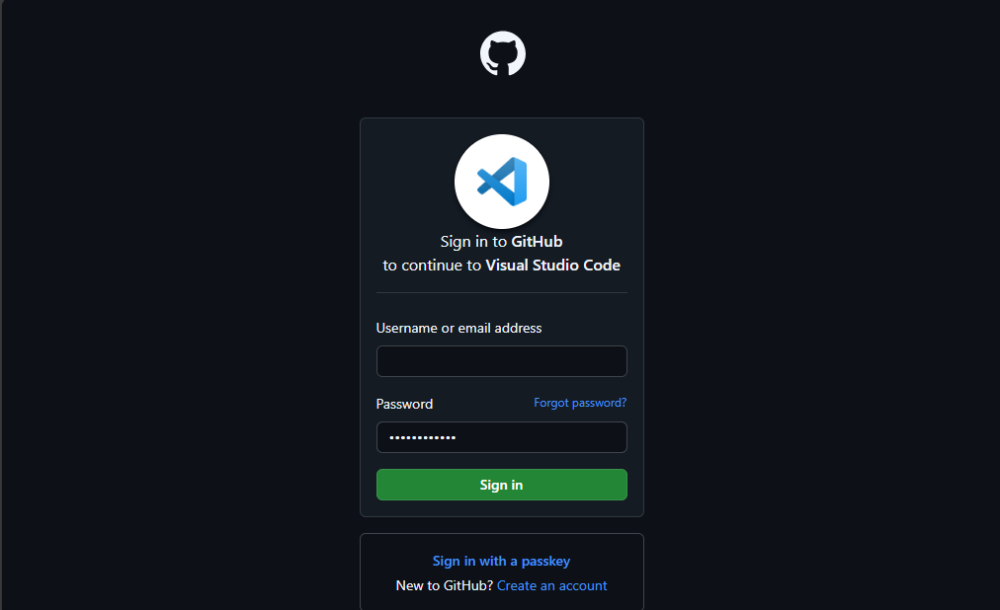 Sign in to GitHub
to continue to Visual Studio Code
Username or email address
Password Forgot password?
••••••••••••
Sign in
Sign in with a passkey
New to GitHub? Create an account